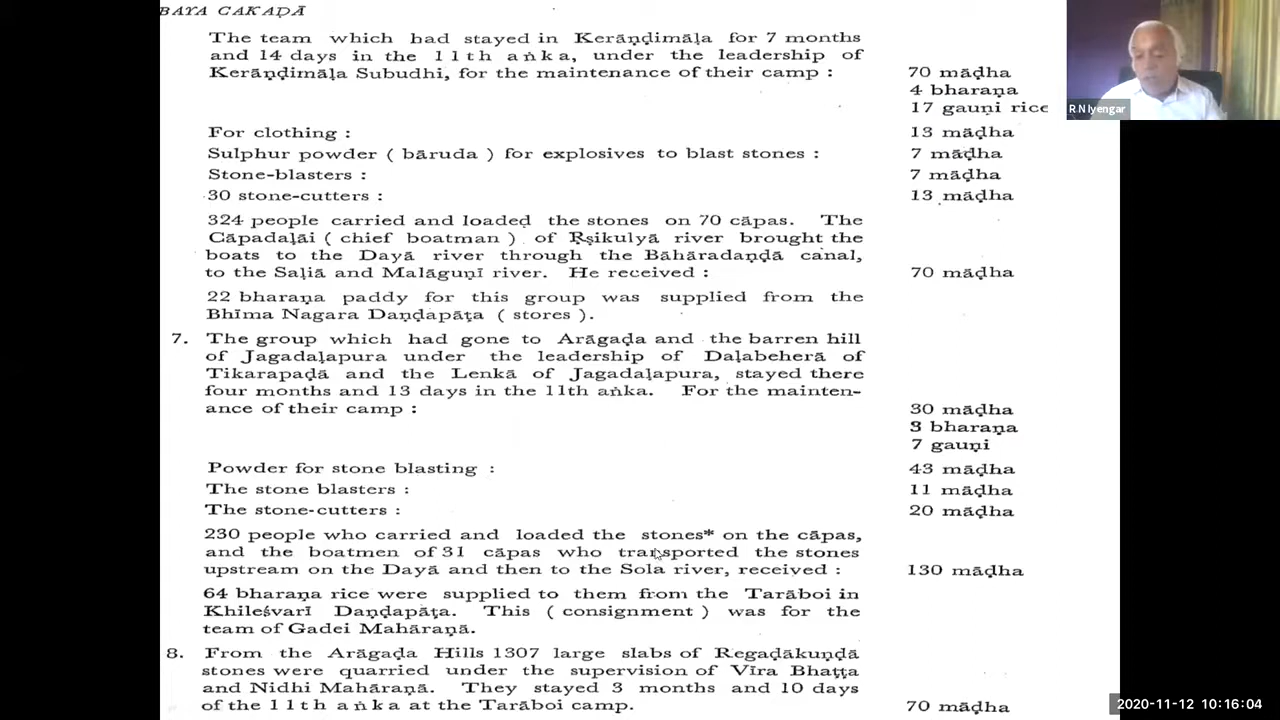 BAYA CAKAḌĀ
The team which had stayed in Kerāṇḍimāḷa for 7 months
and 14 days in the 11th aṅka, under the leadership of
Kerāṇḍimāḷa Subudhi, for the maintenance of their camp : 70 māḍha
4 bharaṇa
17 gauṇi rice
R N Iyengar
For clothing : 13 māḍha
Sulphur powder ( bāruda ) for explosives to blast stones : 7 māḍha
Stone-blasters : 7 māḍha
30 stone-cutters : 13 māḍha
324 people carried and loaded the stones on 70 cāpas. The
Cāpadaḷāi ( chief boatman ) of Ṛṣikulyā river brought the
boats to the Dayā river through the Bāhāradaṇḍā canal,
to the Saḷiā and Malāguṇī river. He received : 70 māḍha
22 bharaṇa paddy for this group was supplied from the
Bhīma Nagara Daṇḍapāṭa ( stores ).
7. The group which had gone to Arāgaḍa and the barren hill
of Jagadaḷapura under the leadership of Daḷabeherā of
Tikarapaḍā and the Lenkā of Jagadaḷapura, stayed there
four months and 13 days in the 11th aṅka. For the mainten-
ance of their camp : 30 māḍha
3 bharaṇa
7 gauṇi
Powder for stone blasting : 43 māḍha
The stone blasters : 11 māḍha
The stone-cutters : 20 māḍha
230 people who carried and loaded the stones* on the cāpas,
and the boatmen of 31 cāpas who transported the stones
upstream on the Dayā and then to the Sola river, received : 130 māḍha
64 bharaṇa rice were supplied to them from the Tarāboi in
Khileśvarī Daṇḍapāṭa. This ( consignment ) was for the
team of Gadei Mahāraṇā.
8. From the Arāgaḍa Hills 1307 large slabs of Regaḍākuṇḍā
stones were quarried under the supervision of Vīra Bhaṭṭa
and Nidhi Mahāraṇā. They stayed 3 months and 10 days
of the 11th aṅka at the Tarāboi camp. 70 māḍha
2020-11-12 10:16:04